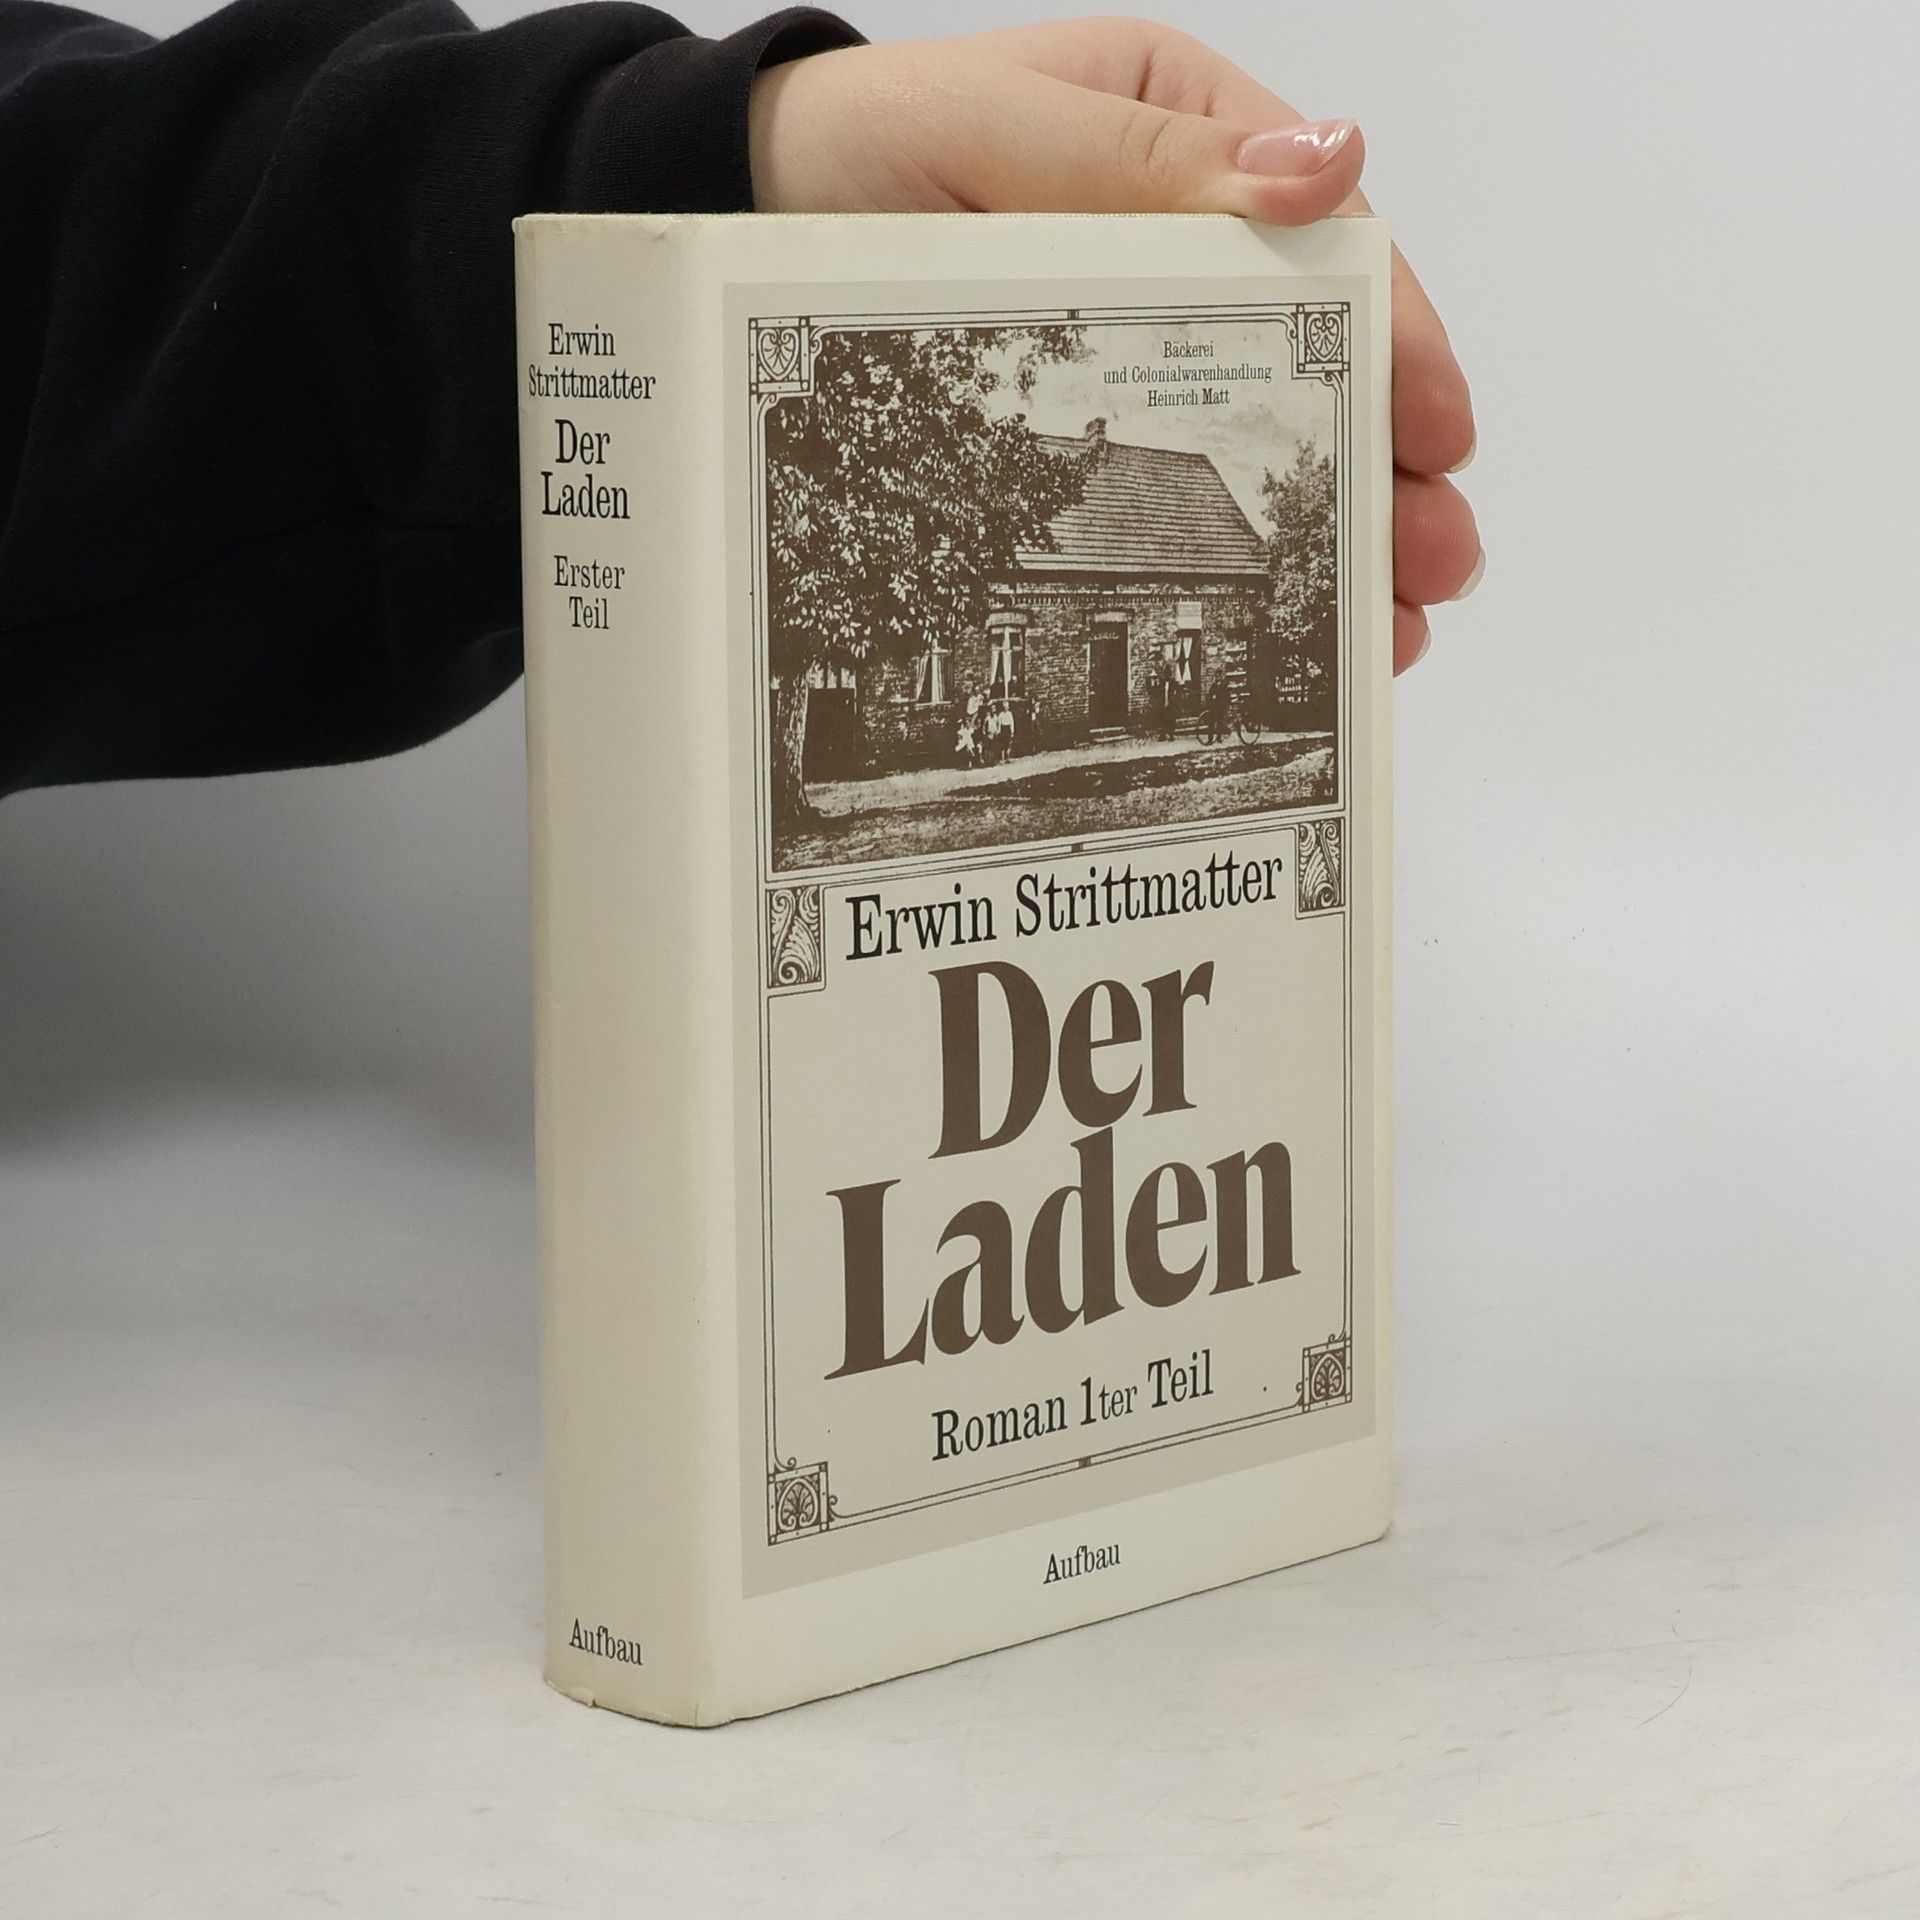 Erwin
Strittmatter
Der
Laden
Erster
Teil
Aufbau
Bäckerei
und Colonialwarenhandlung
Heinrich Matt
Erwin Strittmatter
Der
Laden
Roman 1ter Teil
Aufbau